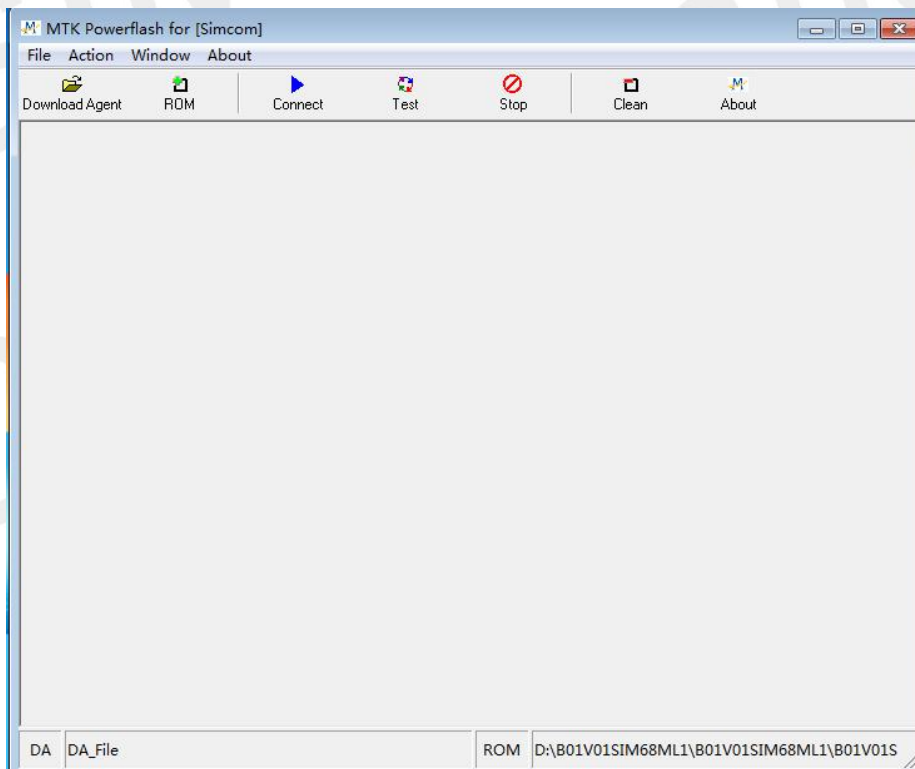 MTK Powerflash for [Simcom]
File Action Window About
Download Agent ROM Connect Test Stop Clean About
DA DA_File ROM D:\B01V01SIM68ML1\B01V01SIM68ML1\B01V01S